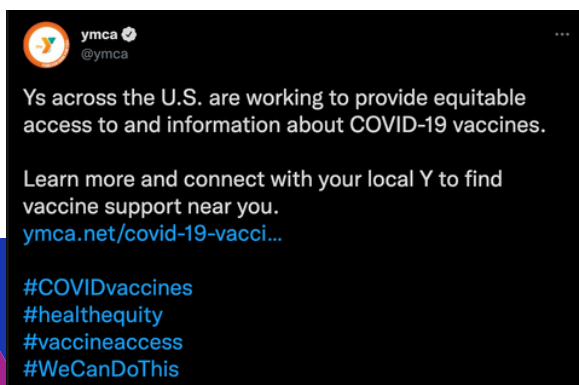 ymca
@ymca
Ys across the U.S. are working to provide equitable
access to and information about COVID-19 vaccines.
Learn more and connect with your local Y to find
vaccine support near you.
ymca.net/covid-19-vacci...
#COVIDvaccines
#healthequity
#vaccineaccess
#WeCanDoThis